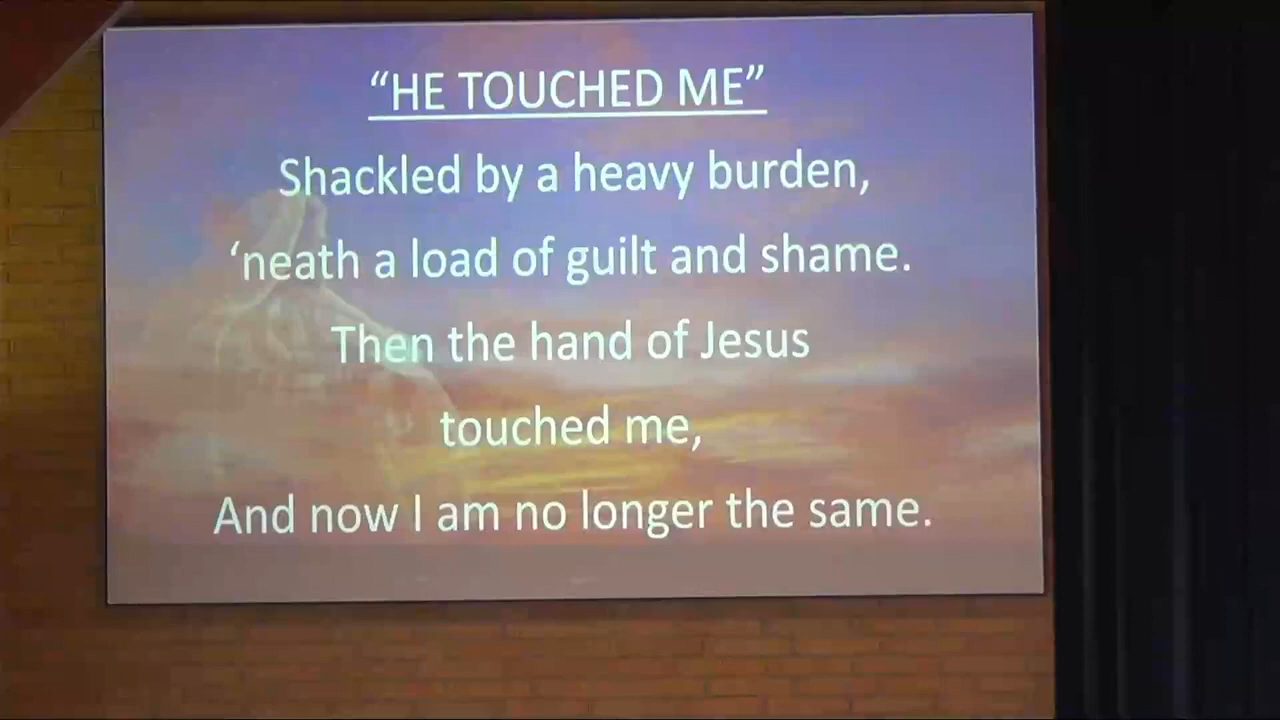 “HE TOUCHED ME”
Shackled by a heavy burden,
‘neath a load of guilt and shame.
Then the hand of Jesus
touched me,
And now I am no longer the same.